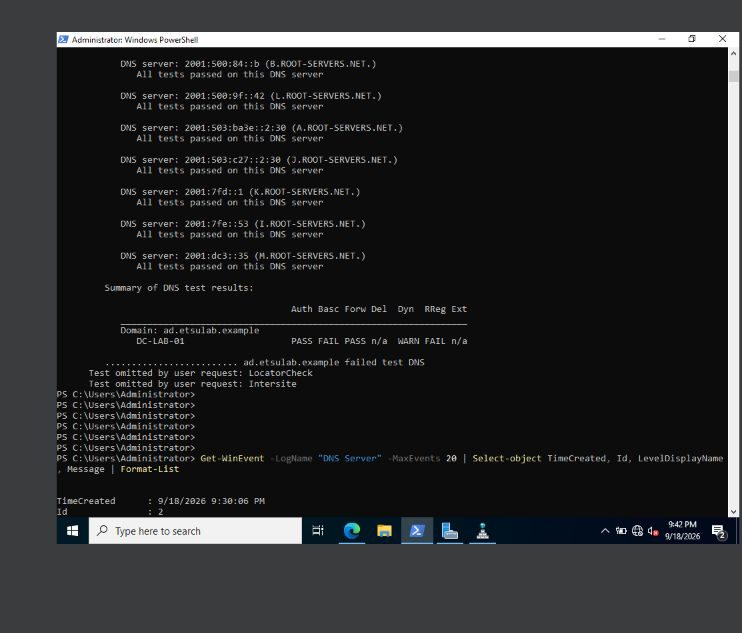 Administrator: Windows PowerShell
DNS server: 2001:500:84::b (B.ROOT-SERVERS.NET.)
All tests passed on this DNS server
DNS server: 2001:500:9f::42 (L.ROOT-SERVERS.NET.)
All tests passed on this DNS server
DNS server: 2001:503:ba3e::2:30 (A.ROOT-SERVERS.NET.)
All tests passed on this DNS server
DNS server: 2001:503:c27::2:30 (J.ROOT-SERVERS.NET.)
All tests passed on this DNS server
DNS server: 2001:7fd::1 (K.ROOT-SERVERS.NET.)
All tests passed on this DNS server
DNS server: 2001:7fe::53 (I.ROOT-SERVERS.NET.)
All tests passed on this DNS server
DNS server: 2001:dc3::35 (M.ROOT-SERVERS.NET.)
All tests passed on this DNS server
Summary of DNS test results:
Auth Basc Forw Del  Dyn  RReg Ext
_________________________________________________________________
Domain: ad.etsulab.example
DC-LAB-01                    PASS FAIL PASS n/a  WARN FAIL n/a
......................... ad.etsulab.example failed test DNS
Test omitted by user request: LocatorCheck
Test omitted by user request: Intersite
PS C:\Users\Administrator>
PS C:\Users\Administrator>
PS C:\Users\Administrator>
PS C:\Users\Administrator>
PS C:\Users\Administrator>
PS C:\Users\Administrator>
PS C:\Users\Administrator> Get-WinEvent -LogName "DNS Server" -MaxEvents 20 | Select-object TimeCreated, Id, LevelDisplayName
, Message | Format-List
TimeCreated      : 9/18/2026 9:30:06 PM
Id               : 2
Type here to search
9:42 PM
9/18/2026
2